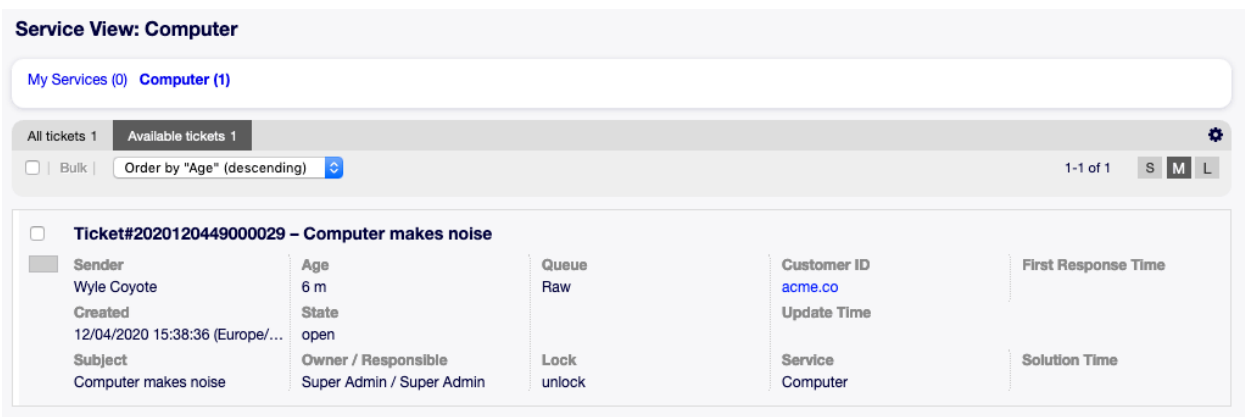 Service View: Computer
My Services (0) Computer (1)
All tickets 1 Available tickets 1
| Bulk | Order by "Age" (descending) 1-1 of 1 S M L
Ticket#2020120449000029 – Computer makes noise
Sender Age Queue Customer ID First Response Time
Wyle Coyote 6 m Raw acme.co
Created State Update Time
12/04/2020 15:38:36 (Europe/... open
Subject Owner / Responsible Lock Service Solution Time
Computer makes noise Super Admin / Super Admin unlock Computer